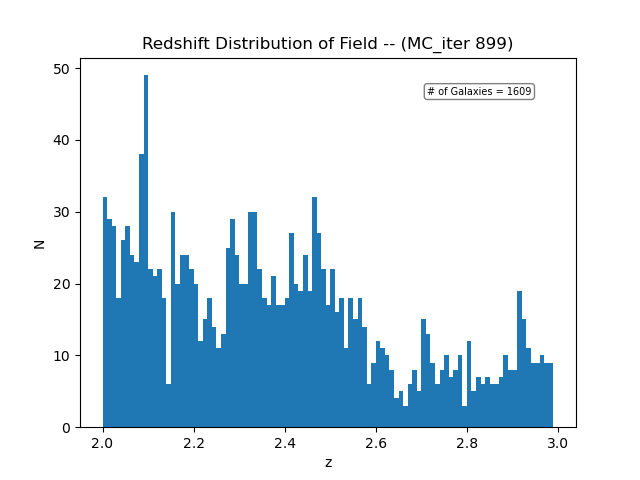 Redshift Distribution of Field -- (MC_iter 899)
# of Galaxies = 1609
50
40
30
20
10
0
N
2.0 2.2 2.4 2.6 2.8 3.0
z